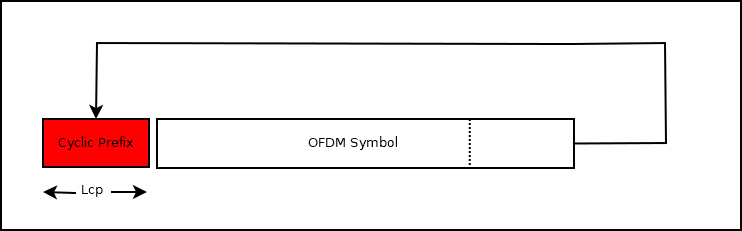 Cyclic Prefix
OFDM Symbol
Lcp